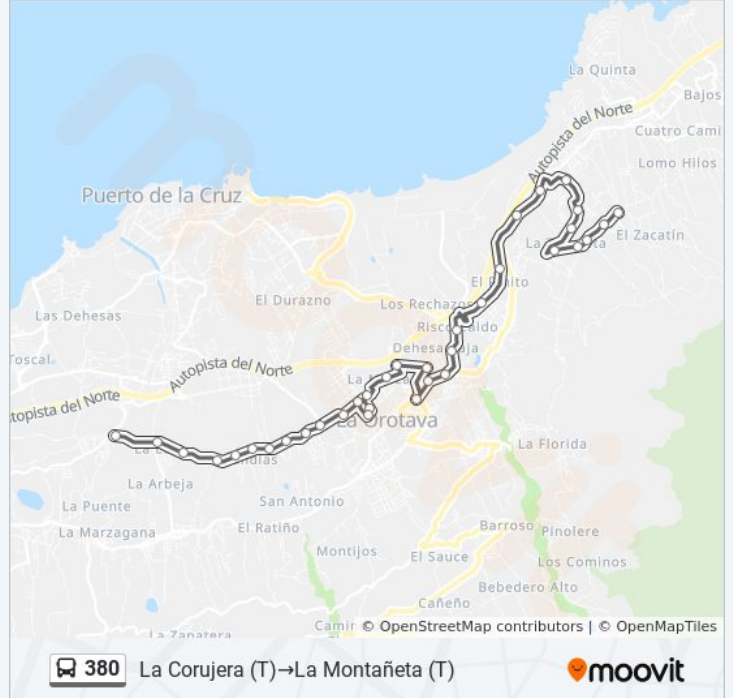 La Quinta
Bajos
Autopista del Norte
Cuatro Cami
Lomo Hilos
Puerto de la Cruz
El Zacatín
El Durazno
Los Rechazos
Las Dehesas
Toscal
Autopista del Norte
topista del Norte
La Orotava
La Florida
La Arbeja
San Antonio
La Puente
El Ratiño
La Marzagana
Barroso
Pinolere
Montijos
El Sauce
Los Cominos
Bebedero Alto
Cañeno
Camir
© OpenStreetMap contributors | © OpenMapTiles
La Zapatera
380 La Corujera (T)→La Montañeta (T)
moovit